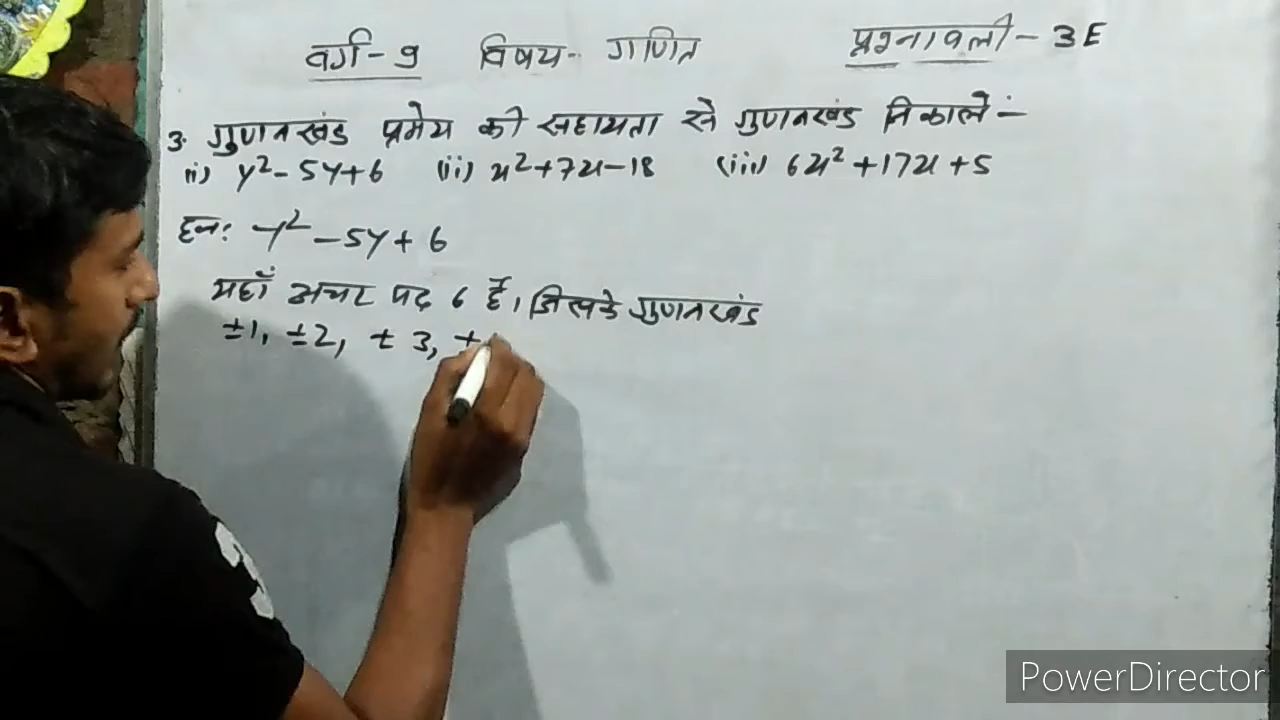 वर्ग - 9 विषय - गणित प्रश्नावली - 3E
3. गुणनखंड प्रमेय की सहायता से गुणनखंड निकालें :-
(i) y² - 5y + 6 (ii) x² + 7x - 18 (iii) 6x² + 17x + 5
हल: y² - 5y + 6
यहाँ अचर पद 6 है, जिसके गुणनखंड
±1, ±2, ± 3, ±
PowerDirector